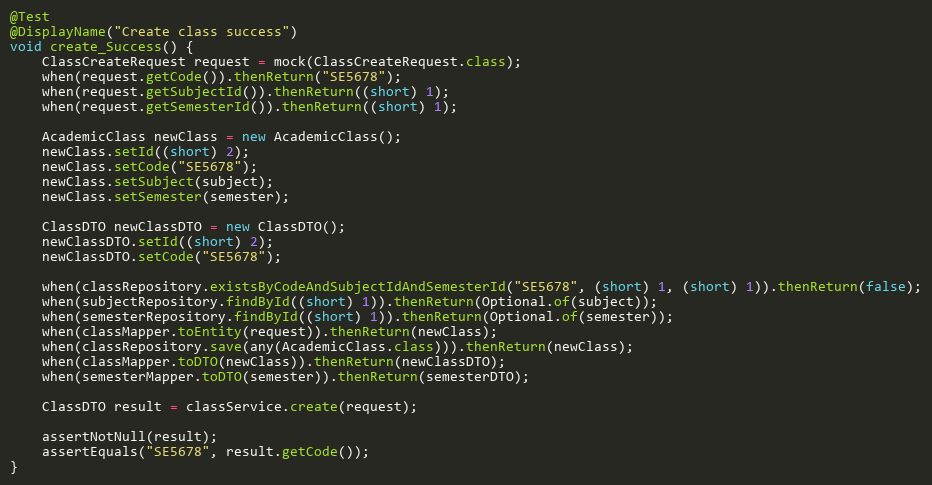 @Test
@DisplayName("Create class success")
void create_Success() {
    ClassCreateRequest request = mock(ClassCreateRequest.class);
    when(request.getCode()).thenReturn("SE5678");
    when(request.getSubjectId()).thenReturn((short) 1);
    when(request.getSemesterId()).thenReturn((short) 1);

    AcademicClass newClass = new AcademicClass();
    newClass.setId((short) 2);
    newClass.setCode("SE5678");
    newClass.setSubject(subject);
    newClass.setSemester(semester);

    ClassDTO newClassDTO = new ClassDTO();
    newClassDTO.setId((short) 2);
    newClassDTO.setCode("SE5678");

    when(classRepository.existsByCodeAndSubjectIdAndSemesterId("SE5678", (short) 1, (short) 1)).thenReturn(false);
    when(subjectRepository.findById((short) 1)).thenReturn(Optional.of(subject));
    when(semesterRepository.findById((short) 1)).thenReturn(Optional.of(semester));
    when(classMapper.toEntity(request)).thenReturn(newClass);
    when(classRepository.save(any(AcademicClass.class))).thenReturn(newClass);
    when(classMapper.toDTO(newClass)).thenReturn(newClassDTO);
    when(semesterMapper.toDTO(semester)).thenReturn(semesterDTO);

    ClassDTO result = classService.create(request);

    assertNotNull(result);
    assertEquals("SE5678", result.getCode());
}